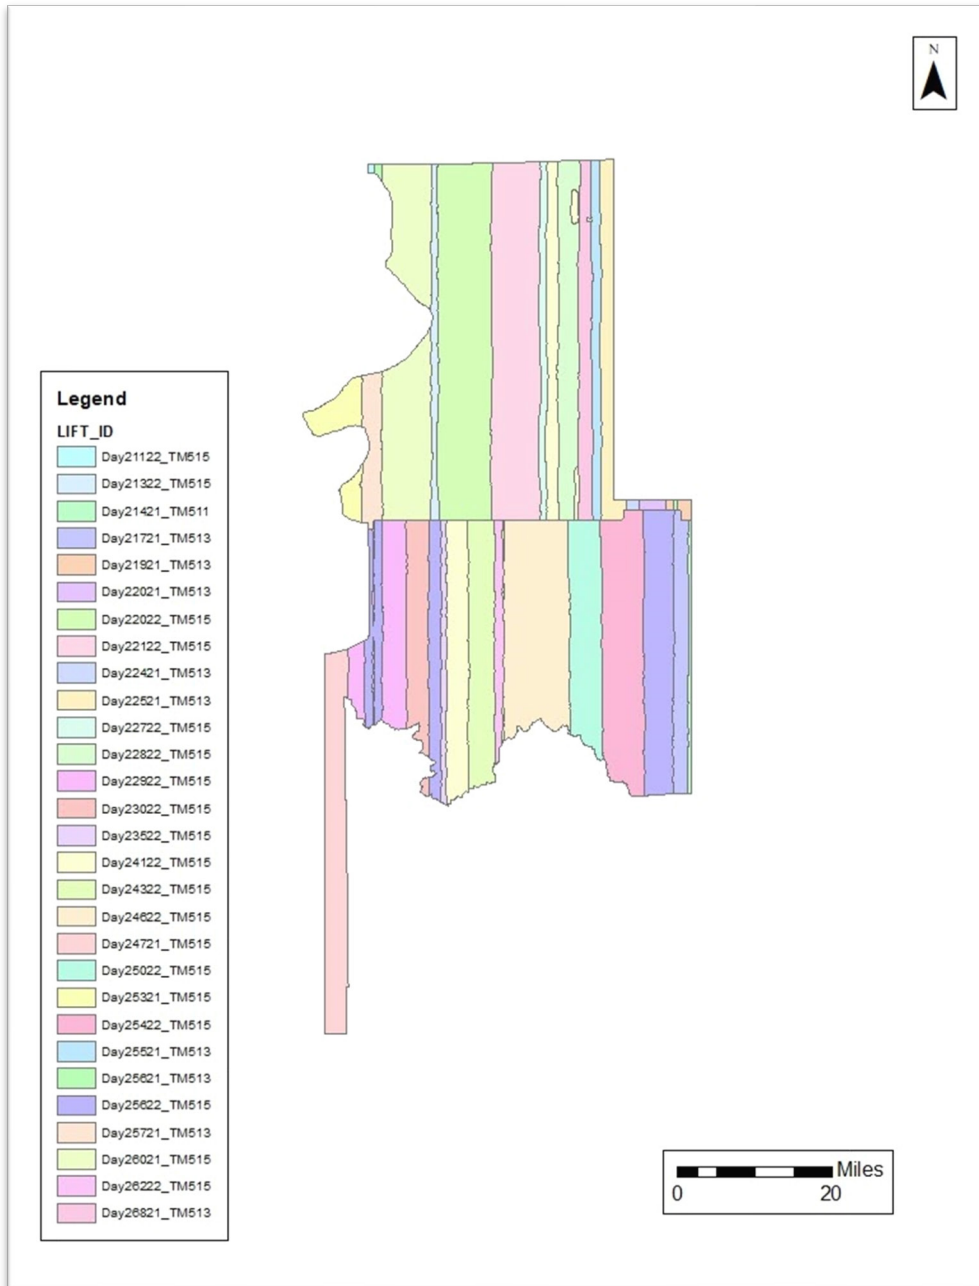 N
Legend
LIFT_ID
Day21122_TM515
Day21322_TM515
Day21421_TM511
Day21721_TM513
Day21921_TM513
Day22021_TM513
Day22022_TM515
Day22122_TM515
Day22421_TM513
Day22521_TM513
Day22722_TM515
Day22822_TM515
Day22922_TM515
Day23022_TM515
Day23522_TM515
Day24122_TM515
Day24322_TM515
Day24622_TM515
Day24721_TM515
Day25022_TM515
Day25321_TM515
Day25422_TM515
Day25521_TM513
Day25621_TM513
Day25622_TM515
Day25721_TM513
Day26021_TM515
Day26222_TM515
Day26821_TM513
Miles
0 20